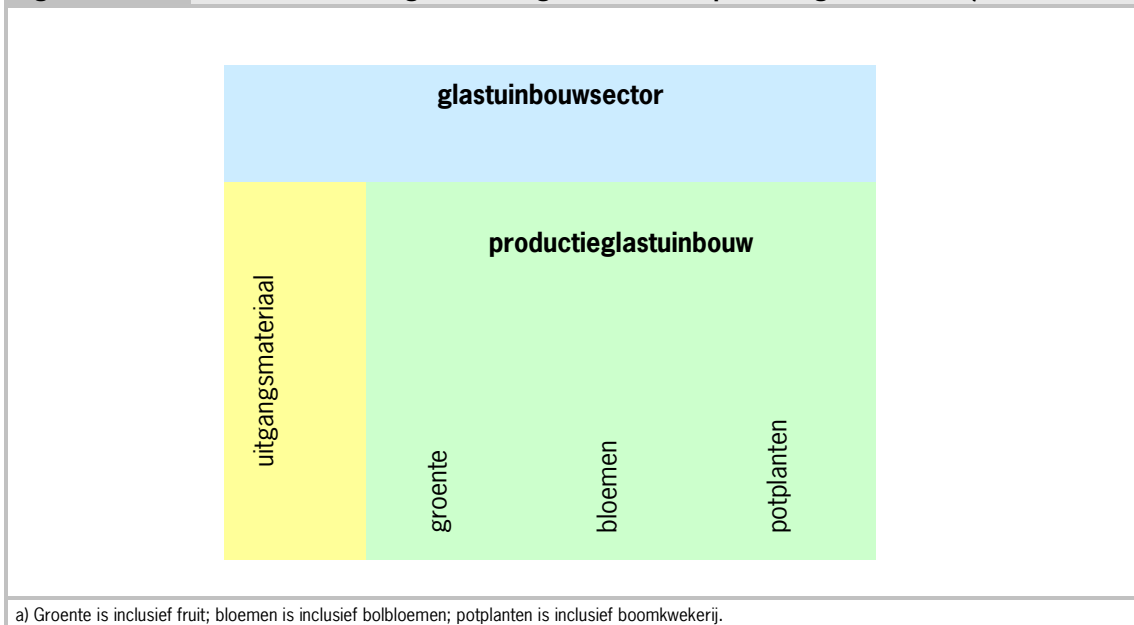 glastuinbouwsector
productieglastuinbouw
uitgangsmateriaal
groente
bloemen
potplanten
a) Groente is inclusief fruit; bloemen is inclusief bolbloemen; potplanten is inclusief boomkwekerij.